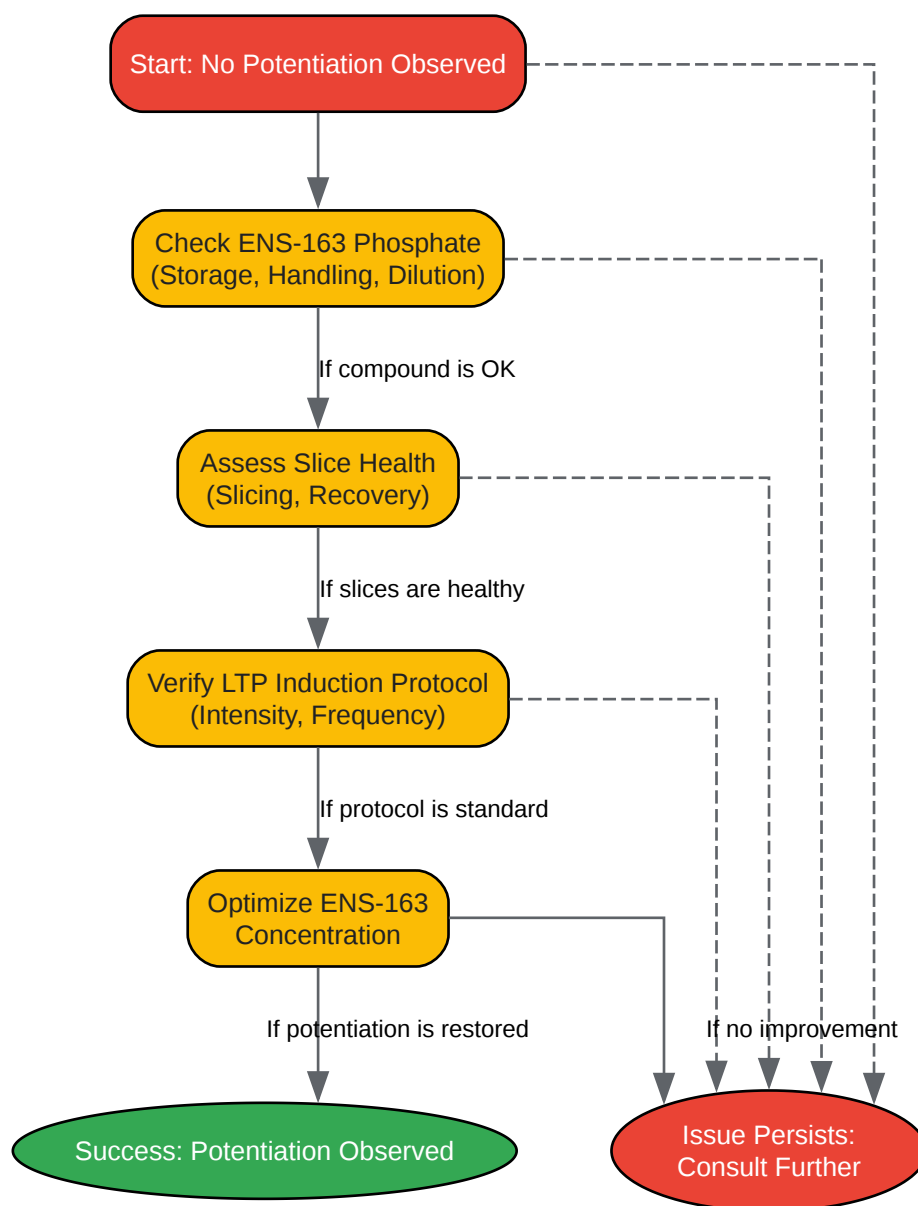 Start: No Potentiation Observed
Check ENS-163 Phosphate
(Storage, Handling, Dilution)
If compound is OK
Assess Slice Health
(Slicing, Recovery)
If slices are healthy
Verify LTP Induction Protocol
(Intensity, Frequency)
If protocol is standard
Optimize ENS-163
Concentration
If potentiation is restored
If no improvement
Success: Potentiation Observed
Issue Persists:
Consult Further